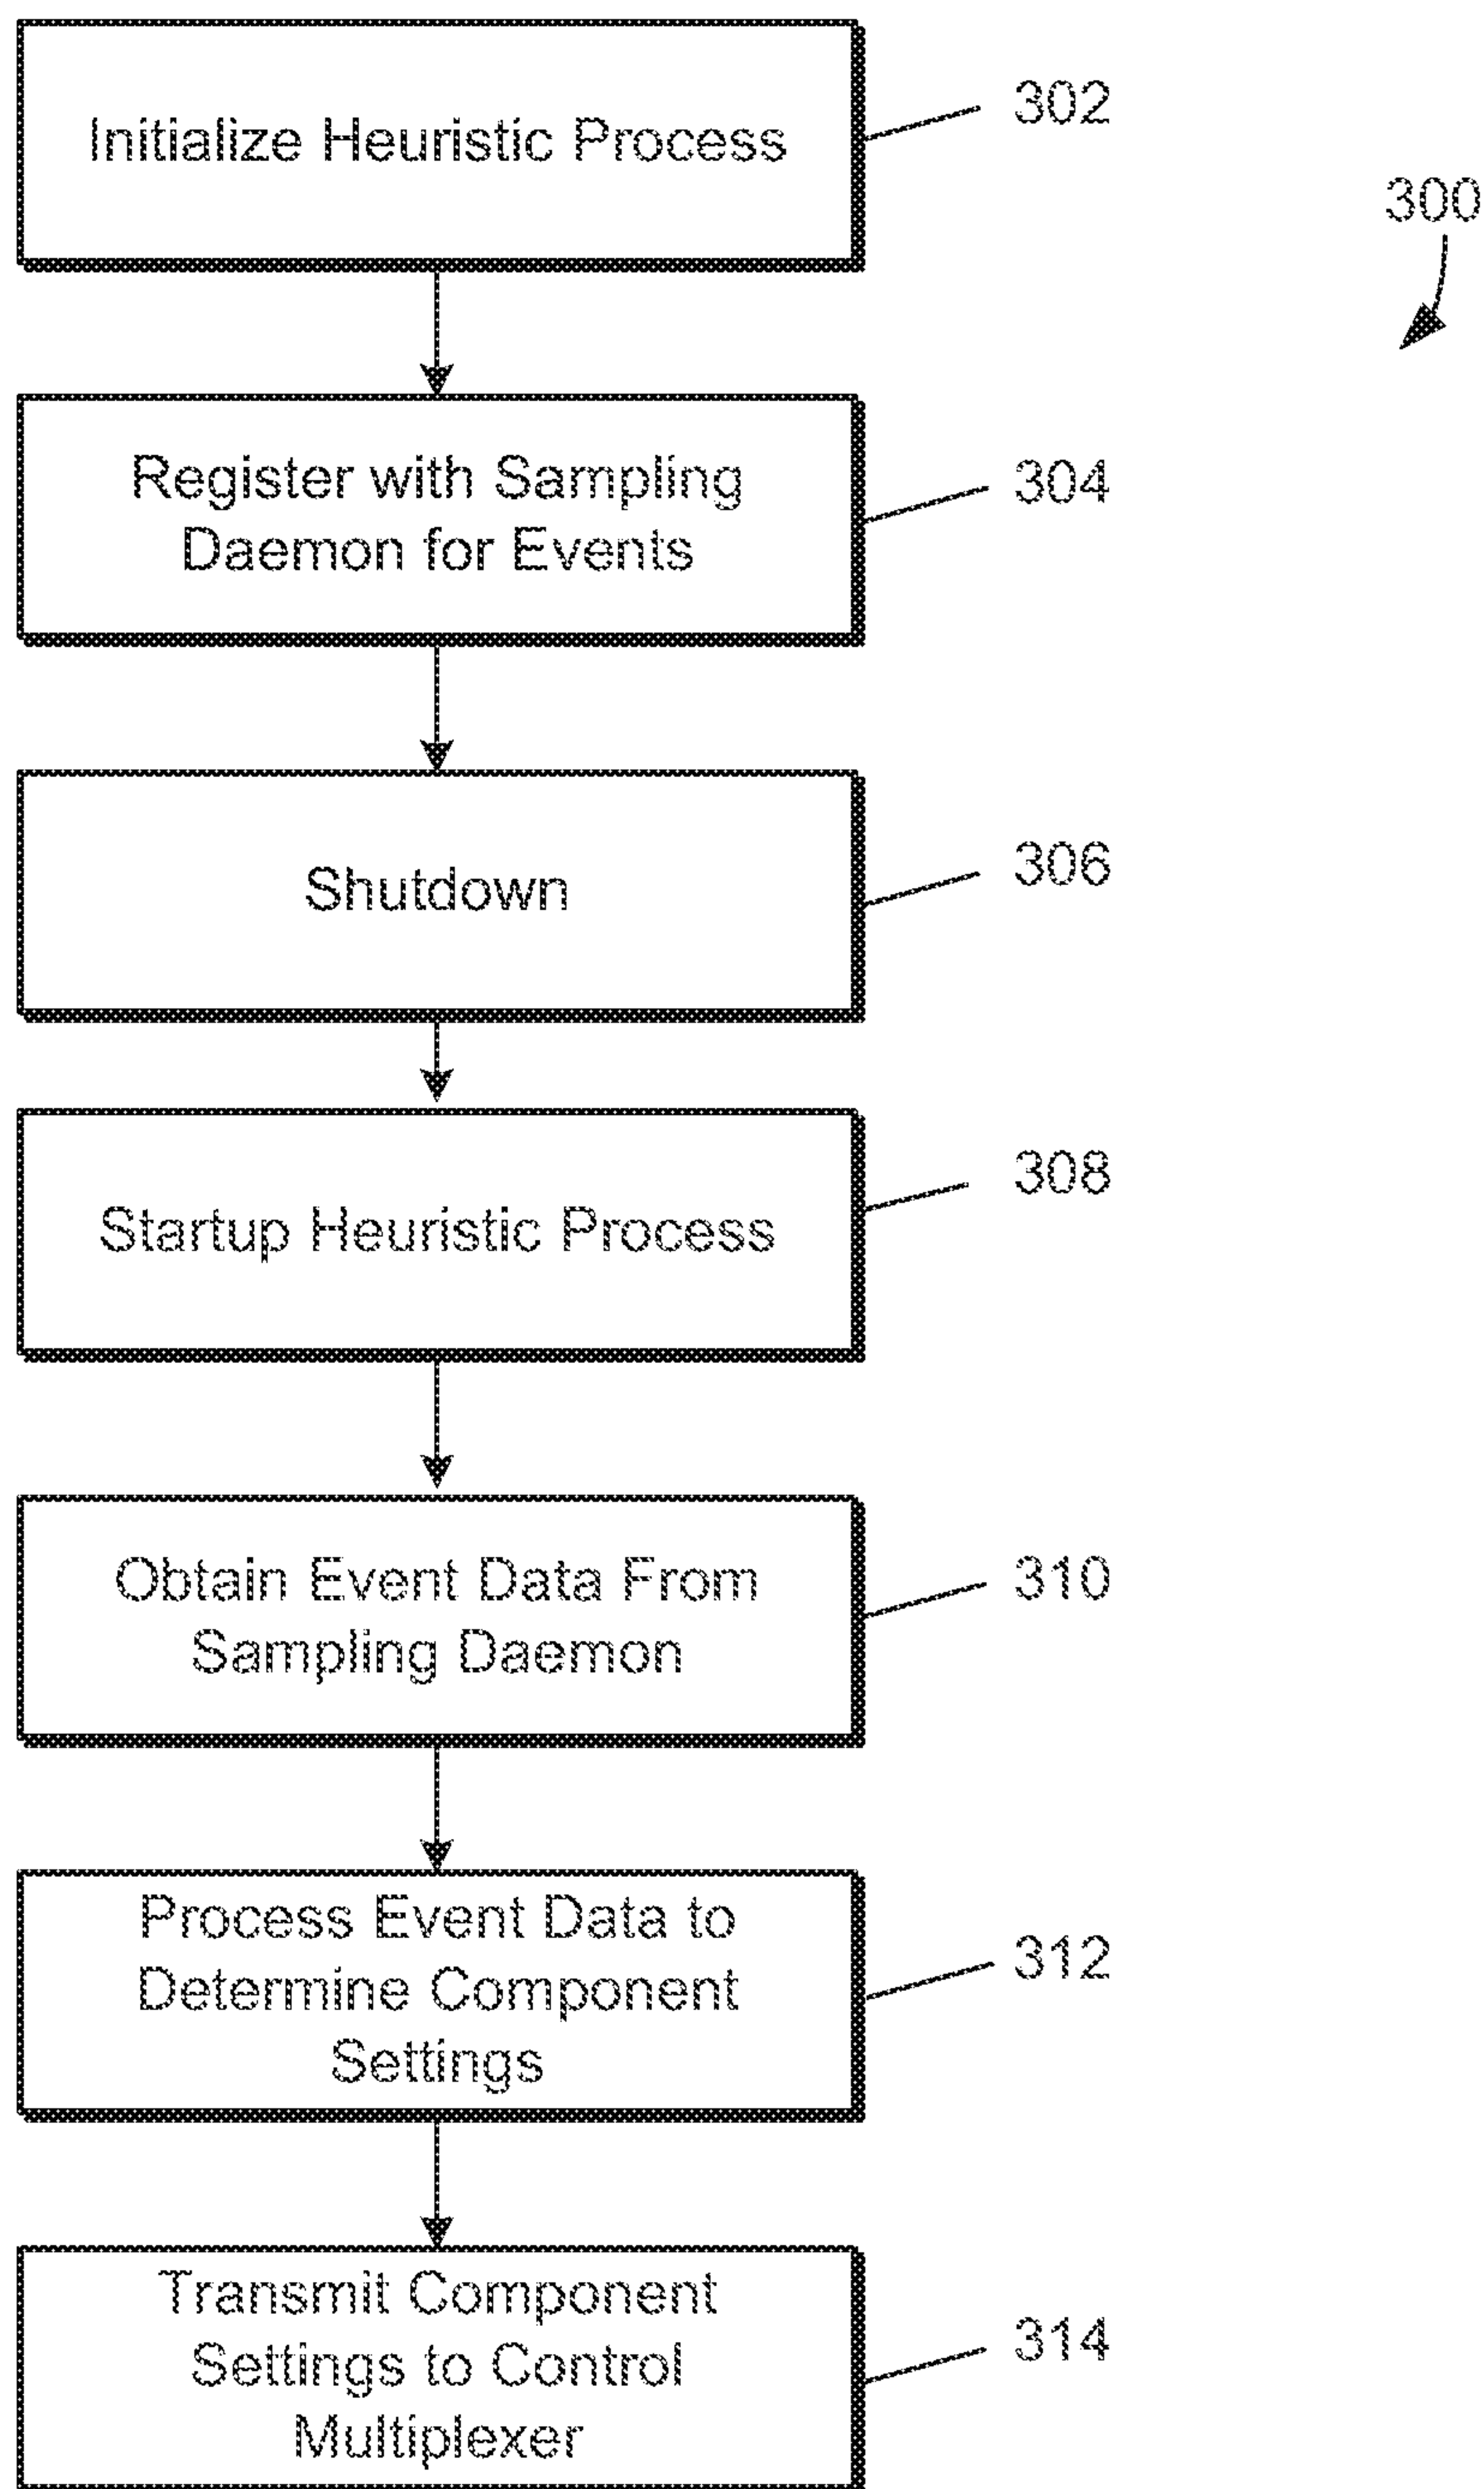 Initialize Heuristic Process
302
300
Register with Sampling
Daemon for Events
304
Shutdown
306
Startup Heuristic Process
308
Obtain Event Data From
Sampling Daemon
310
Process Event Data to
Determine Component
Settings
312
Transmit Component
Settings to Control
Multiplexer
314